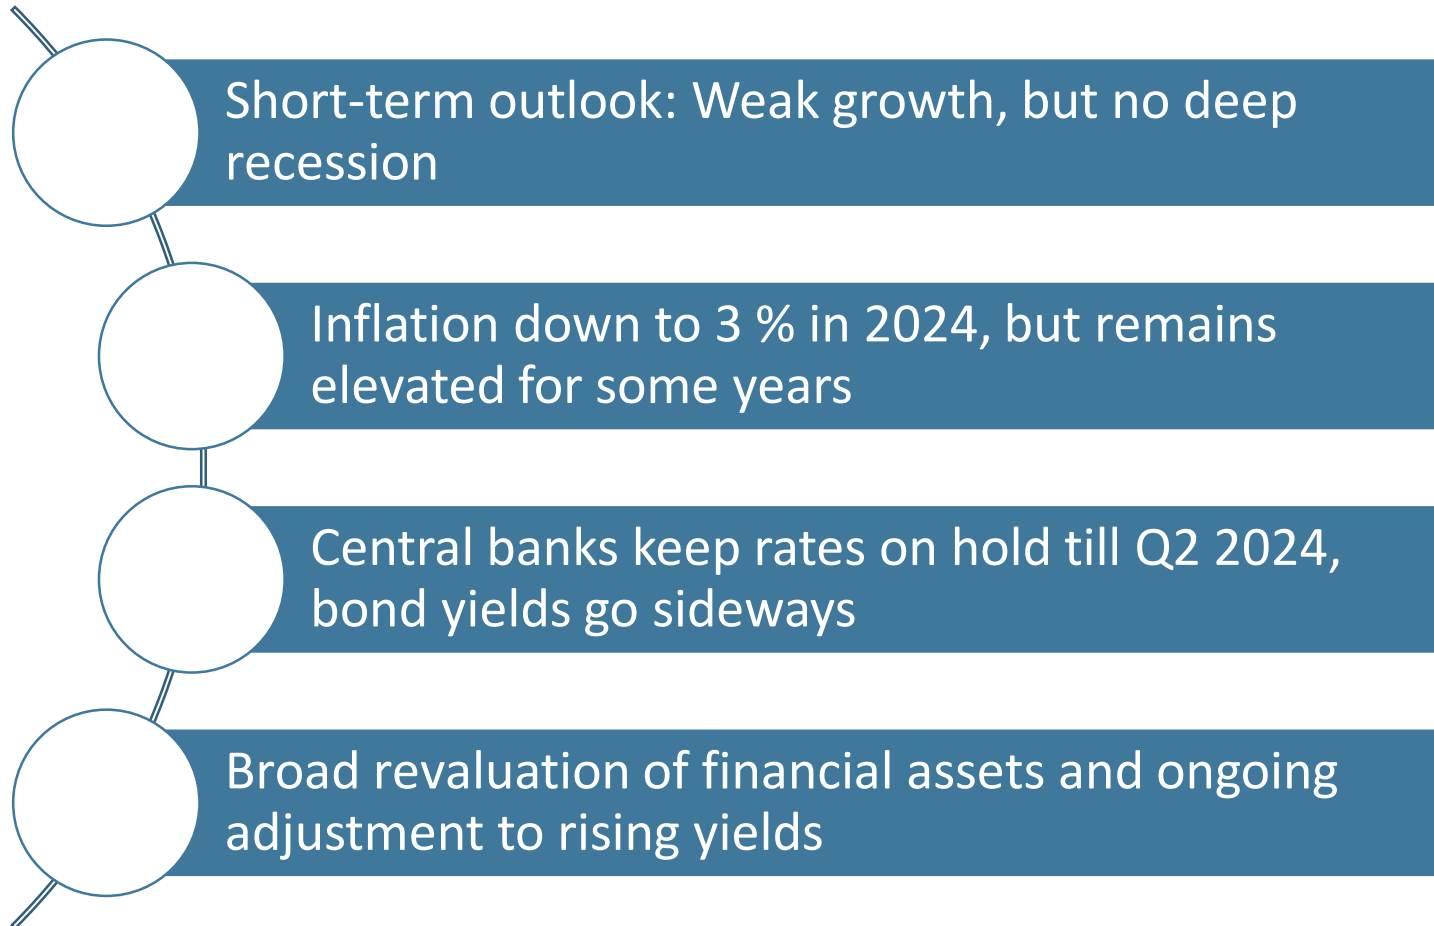 Short-term outlook: Weak growth, but no deep
recession
Inflation down to 3 % in 2024, but remains
elevated for some years
Central banks keep rates on hold till Q2 2024,
bond yields go sideways
Broad revaluation of financial assets and ongoing
adjustment to rising yields